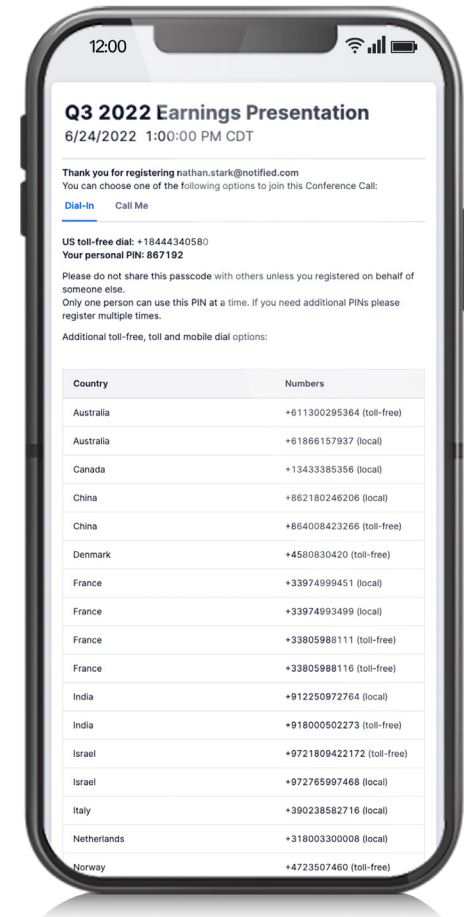 12:00
Q3 2022 Earnings Presentation
6/24/2022 1:00:00 PM CDT
Thank you for registering nathan.stark@notified.com
You can choose one of the following options to join this Conference Call:
Dial-In Call Me
US toll-free dial: +18444340580
Your personal PIN: 867192
Please do not share this passcode with others unless you registered on behalf of
someone else.
Only one person can use this PIN at a time. If you need additional PINs please
register multiple times.
Additional toll-free, toll and mobile dial options:
Country Numbers
Australia +611300295364 (toll-free)
Australia +61866157937 (local)
Canada +13433385356 (local)
China +862180246206 (local)
China +864008423266 (toll-free)
Denmark +4580830420 (toll-free)
France +33974999451 (local)
France +33974993499 (local)
France +33805988111 (toll-free)
France +33805988116 (toll-free)
India +912250972764 (local)
India +918000502273 (toll-free)
Israel +9721809422172 (toll-free)
Israel +972765997468 (local)
Italy +390238582716 (local)
Netherlands +318003300008 (local)
Norway +4723507460 (toll-free)